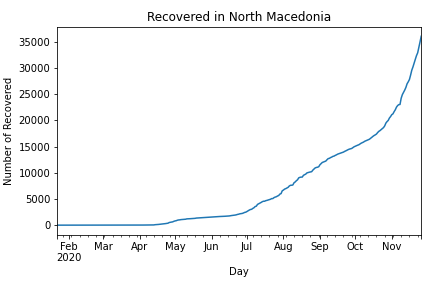 Recovered in North Macedonia
Number of Recovered
35000
30000
25000
20000
15000
10000
5000
0
Feb Mar Apr May Jun Jul Aug Sep Oct Nov
2020
Day